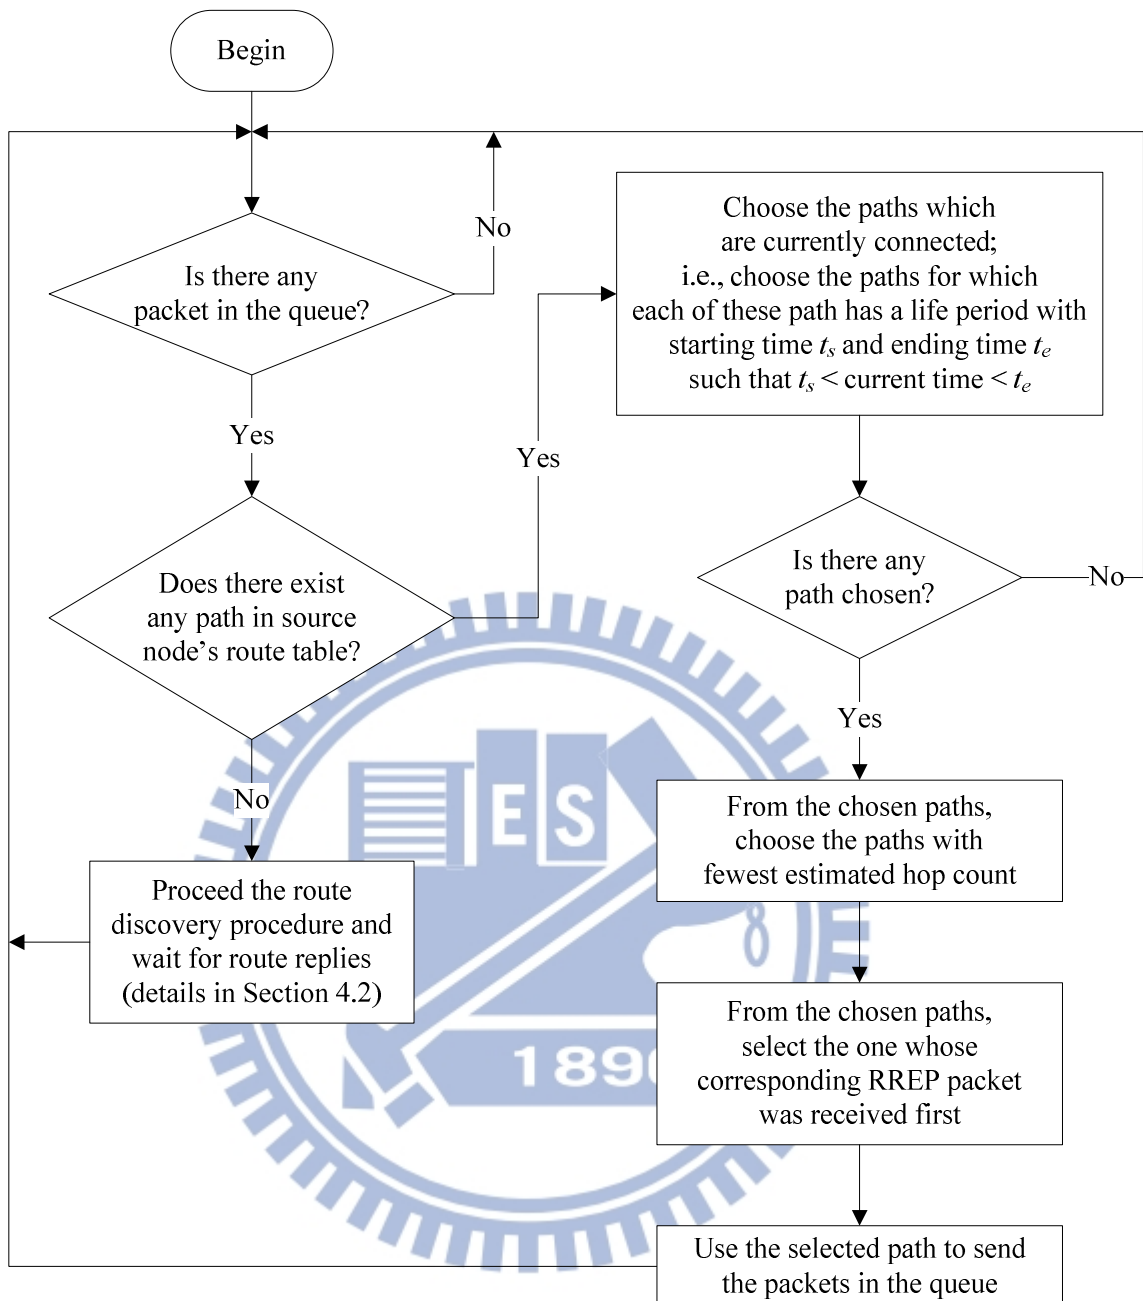 Begin
Is there any
packet in the queue?
No
Yes
Does there exist
any path in source
node's route table?
Yes
No
Proceed the route
discovery procedure and
wait for route replies
(details in Section 4.2)
Choose the paths which
are currently connected;
i.e., choose the paths for which
each of these path has a life period with
starting time ts and ending time te
such that ts < current time < te
Is there any
path chosen?
No
Yes
From the chosen paths,
choose the paths with
fewest estimated hop count
From the chosen paths,
select the one whose
corresponding RREP packet
was received first
Use the selected path to send
the packets in the queue
ES
8
189